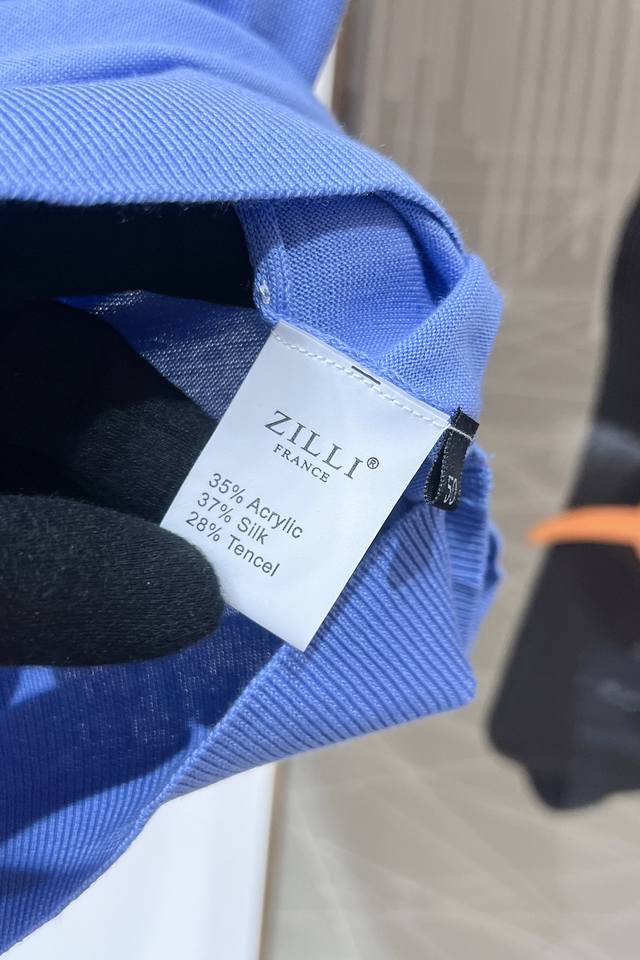 ZILLI®
FRANCE
35% Acrylic
37% Silk
28% Tencel